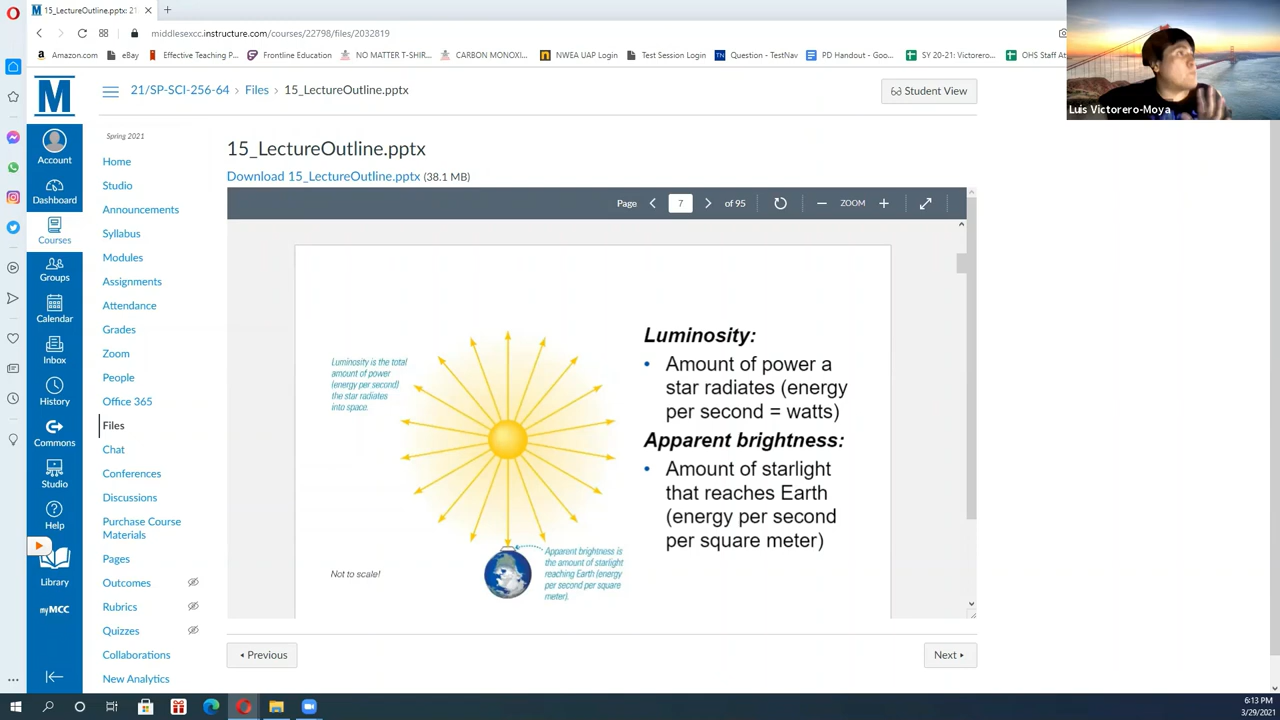 15_LectureOutline.pptx: 21
middlesexcc.instructure.com/courses/22798/files/2032819
Amazon.com
eBay
Effective Teaching P...
Frontline Education
NO MATTER T-SHIR...
CARBON MONOXI...
NWEA UAP Login
Test Session Login
Question - TestNav
PD Handout - Goo...
SY 20-21: Victorero...
OHS Staff At
Luis Victorero-Moya
21/SP-SCI-256-64
Files
15_LectureOutline.pptx
Student View
Account
Dashboard
Courses
Groups
Calendar
Inbox
History
Commons
Studio
Help
Library
myMCC
Spring 2021
Home
Studio
Announcements
Syllabus
Modules
Assignments
Attendance
Grades
Zoom
People
Office 365
Files
Chat
Conferences
Discussions
Purchase Course
Materials
Pages
Outcomes
Rubrics
Quizzes
Collaborations
New Analytics
15_LectureOutline.pptx
Download 15_LectureOutline.pptx (38.1 MB)
Page 7 of 95
ZOOM
Luminosity is the total
amount of power
(energy per second)
the star radiates
into space.
Not to scale!
Apparent brightness is
the amount of starlight
reaching Earth (energy
per second per square
meter).
Luminosity:
• Amount of power a
star radiates (energy
per second = watts)
Apparent brightness:
• Amount of starlight
that reaches Earth
(energy per second
per square meter)
Previous
Next
6:13 PM
3/29/2021